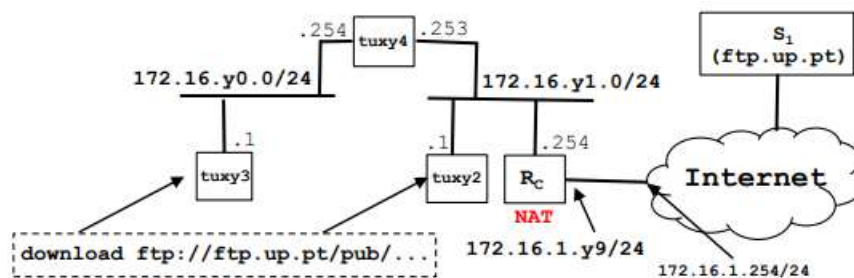 .254
tuxy4
.253
S1
(ftp.up.pt)
172.16.y0.0/24
172.16.y1.0/24
.1
.1
.254
tuxy3
tuxy2
RC
Internet
NAT
download ftp://ftp.up.pt/pub/...
172.16.1.y9/24
172.16.1.254/24